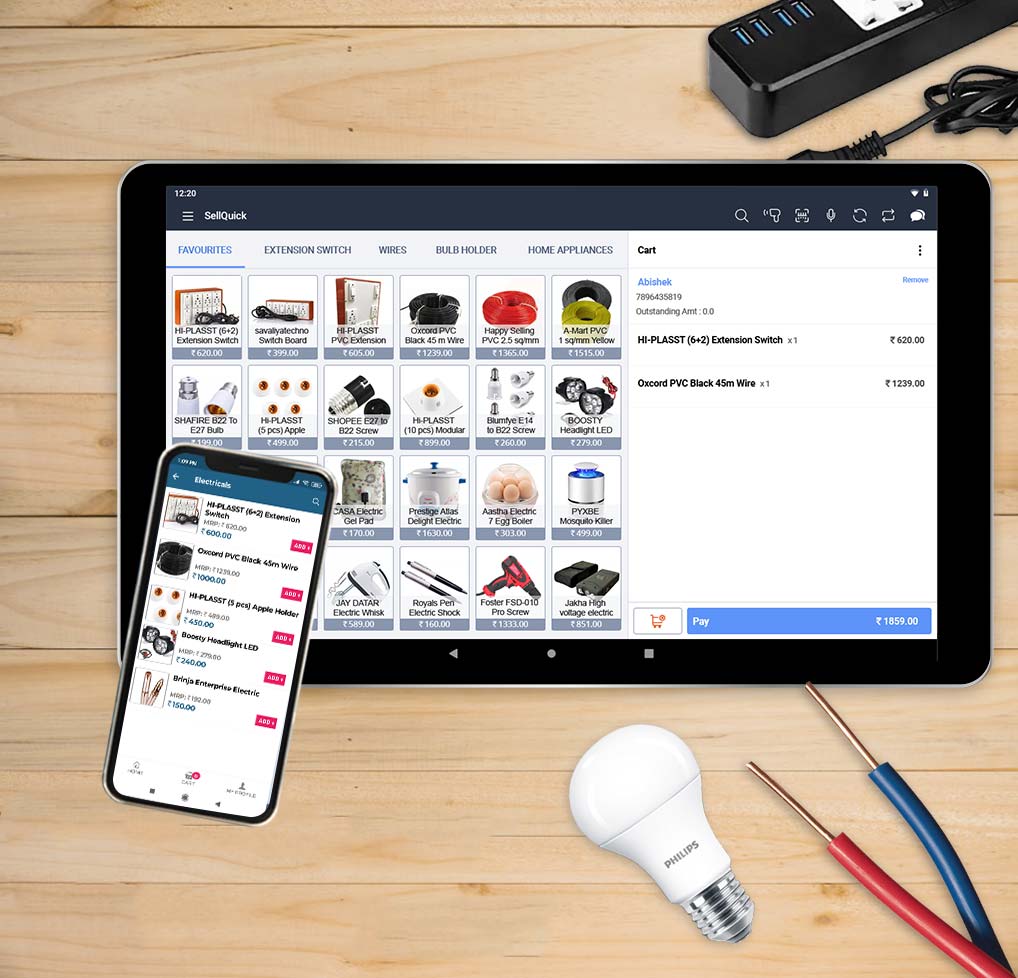 12:20
SellQuick
FAVOURITES
EXTENSION SWITCH
WIRES
BULB HOLDER
HOME APPLIANCES
HI-PLASST (6+2)
Extension Switch
₹ 620.00
savaliyatechno
Switch Board
₹ 399.00
HI-PLASST
PVC Extension
₹ 605.00
Oxcord PVC
Black 45 m Wire
₹ 1239.00
Happy Selling
PVC 2.5 sq/mm
₹ 1365.00
A-Mart PVC
1 sq/mm Yellow
₹ 1515.00
SHAFIRE B22 To
E27 Bulb
₹ 199.00
Hi-PLASST
(5 pcs) Apple
₹ 499.00
SHOPEE E27 to
B22 Screw
₹ 215.00
Hi-PLASST
(10 pcs) Modular
₹ 899.00
Blumfye E14
to B22 Screw
₹ 260.00
BOOSTY
Headlight LED
₹ 279.00
CASA Electric
Gel Pad
₹ 170.00
Prestige Atlas
Delight Electric
₹ 1630.00
Aastha Electric
7 Egg Boiler
₹ 303.00
PYXBE
Mosquito Killer
₹ 499.00
JAY DATAR
Electric Whisk
₹ 589.00
Royals Pen
Electric Shock
₹ 160.00
Foster FSD-010
Pro Screw
₹ 1333.00
Jakha High
voltage electric
₹ 851.00
Cart
Abishek
Remove
7896435819
Outstanding Amt : 0.0
HI-PLASST (6+2) Extension Switch x 1 ₹ 620.00
Oxcord PVC Black 45m Wire x 1 ₹ 1239.00
Pay ₹ 1859.00
1:09 PM
Electricals
HI-PLASST (6+2) Extension
Switch
MRP: ₹ 620.00
₹ 600.00
ADD +
Oxcord PVC Black 45m Wire
MRP: ₹ 1239.00
₹ 1000.00
ADD +
HI-PLASST (5 pcs) Apple Holder
MRP: ₹ 499.00
₹ 450.00
ADD +
Boosty Headlight LED
MRP: ₹ 279.00
₹ 240.00
ADD +
Brinja Enterprise Electric
MRP: ₹ 192.00
₹ 150.00
ADD +
HOME
CART
MY PROFILE
PHILIPS